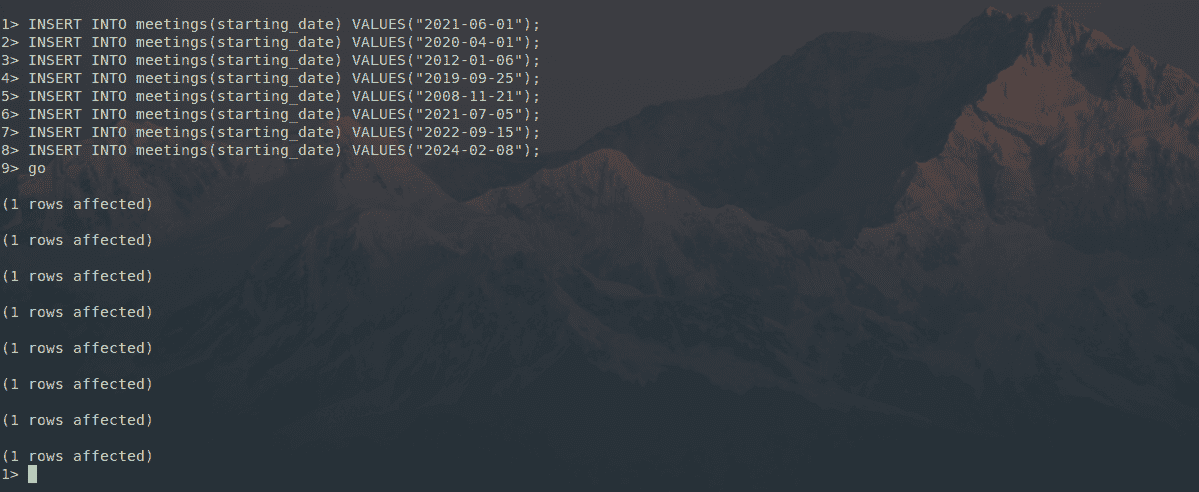 1> INSERT INTO meetings(starting_date) VALUES("2021-06-01");
2> INSERT INTO meetings(starting_date) VALUES("2020-04-01");
3> INSERT INTO meetings(starting_date) VALUES("2012-01-06");
4> INSERT INTO meetings(starting_date) VALUES("2019-09-25");
5> INSERT INTO meetings(starting_date) VALUES("2008-11-21");
6> INSERT INTO meetings(starting_date) VALUES("2021-07-05");
7> INSERT INTO meetings(starting_date) VALUES("2022-09-15");
8> INSERT INTO meetings(starting_date) VALUES("2024-02-08");
9> go
(1 rows affected)
(1 rows affected)
(1 rows affected)
(1 rows affected)
(1 rows affected)
(1 rows affected)
(1 rows affected)
(1 rows affected)
1>